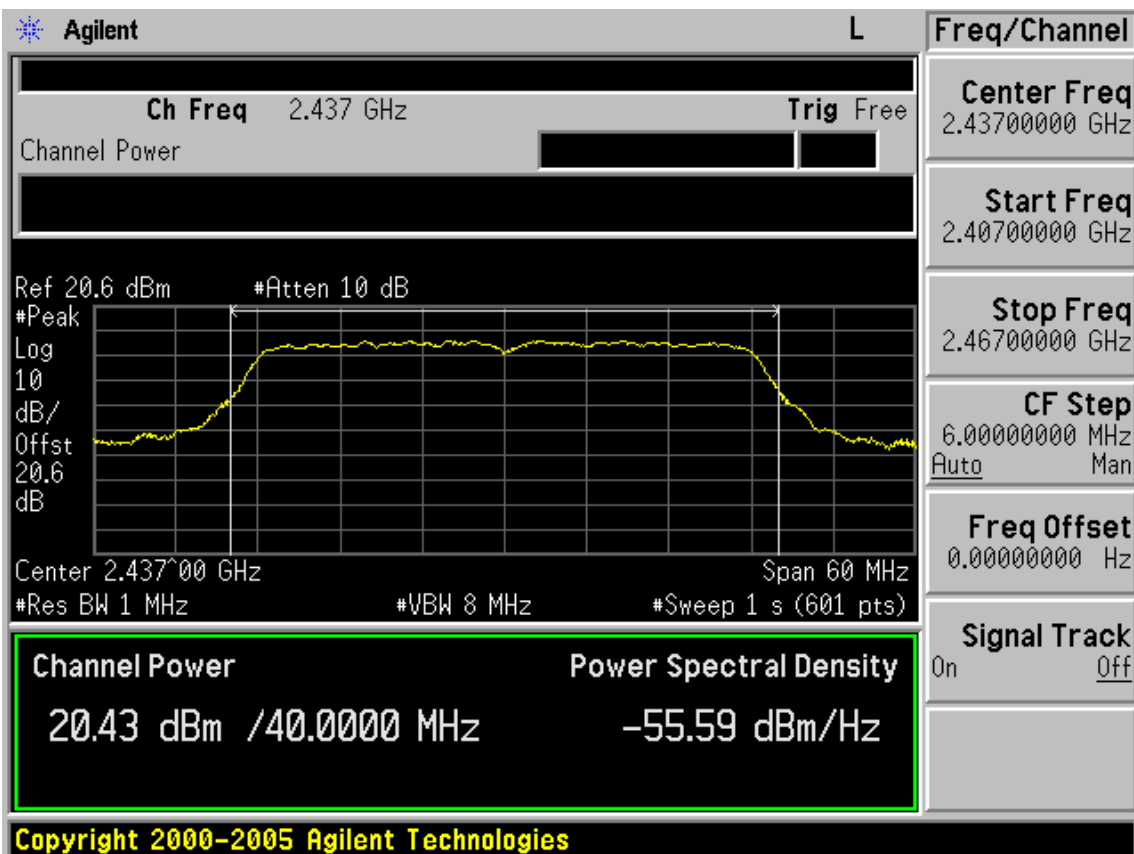 Agilent L
Ch Freq 2.437 GHz Trig Free
Channel Power
Ref 20.6 dBm #Atten 10 dB
#Peak
Log
10
dB/
Offst
20.6
dB
Center 2.437^00 GHz Span 60 MHz
#Res BW 1 MHz #VBW 8 MHz #Sweep 1 s (601 pts)
Channel Power Power Spectral Density
20.43 dBm /40.0000 MHz -55.59 dBm/Hz
Copyright 2000-2005 Agilent Technologies
Freq/Channel
Center Freq
2.43700000 GHz
Start Freq
2.40700000 GHz
Stop Freq
2.46700000 GHz
CF Step
6.00000000 MHz
Auto Man
Freq Offset
0.00000000 Hz
Signal Track
On Off